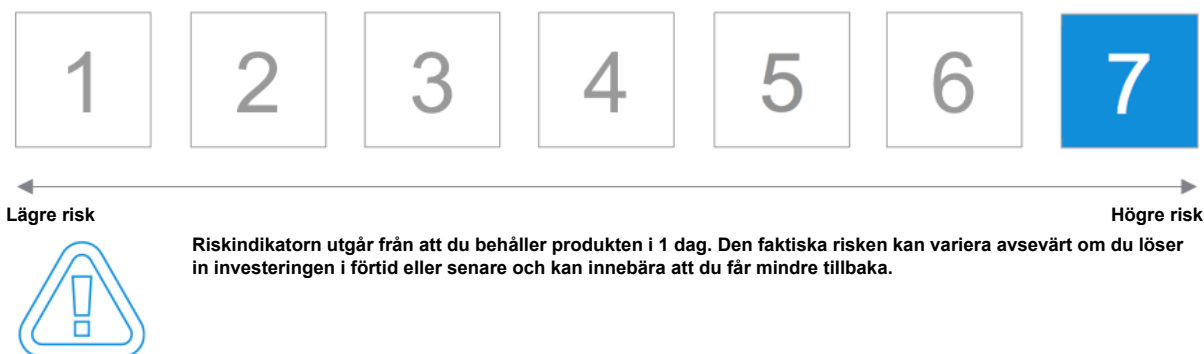 1 2 3 4 5 6 7
Lägre risk Högre risk
Riskindikatorn utgår från att du behåller produkten i 1 dag. Den faktiska risken kan variera avsevärt om du löser
in investeringen i förtid eller senare och kan innebära att du får mindre tillbaka.